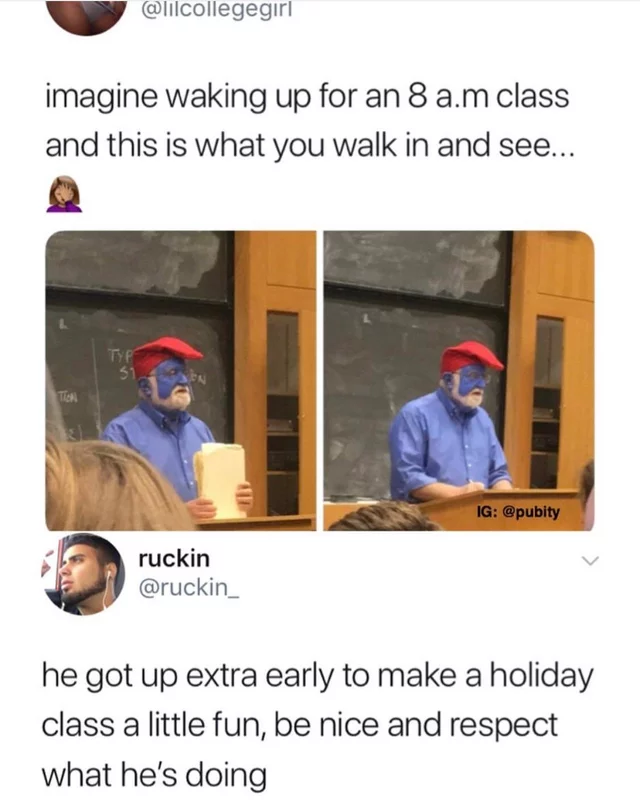 @lilcollegegirl
imagine waking up for an 8 a.m class
and this is what you walk in and see...
TYP
TION
IG: @pubity
ruckin
@ruckin_
he got up extra early to make a holiday
class a little fun, be nice and respect
what he's doing